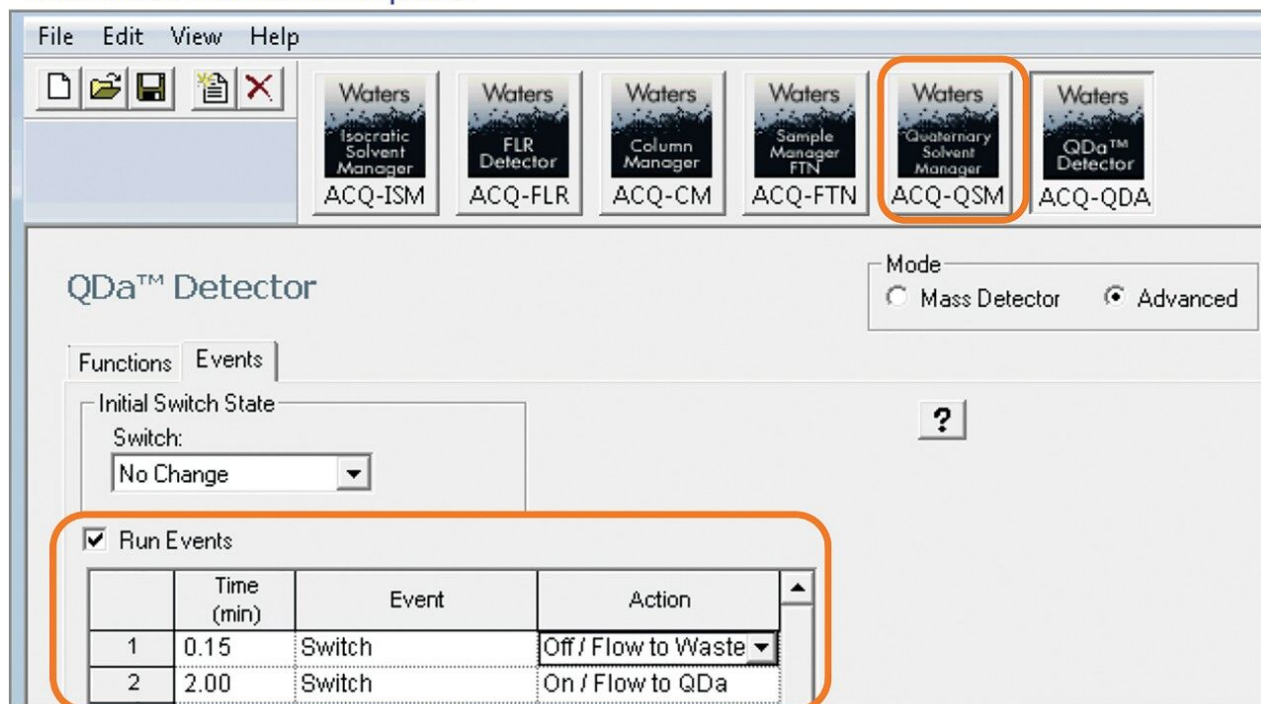 File Edit View Help
Waters Isocratic Solvent Manager ACQ-ISM
Waters FLR Detector ACQ-FLR
Waters Column Manager ACQ-CM
Waters Sample Manager FTN ACQ-FTN
Waters Quaternary Solvent Manager ACQ-QSM
Waters QDa™ Detector ACQ-QDA
QDa™ Detector
Mode
Mass Detector Advanced
Functions Events
Initial Switch State
Switch:
No Change
?
Run Events
Time (min) Event Action
1 0.15 Switch Off / Flow to Waste
2 2.00 Switch On / Flow to QDa